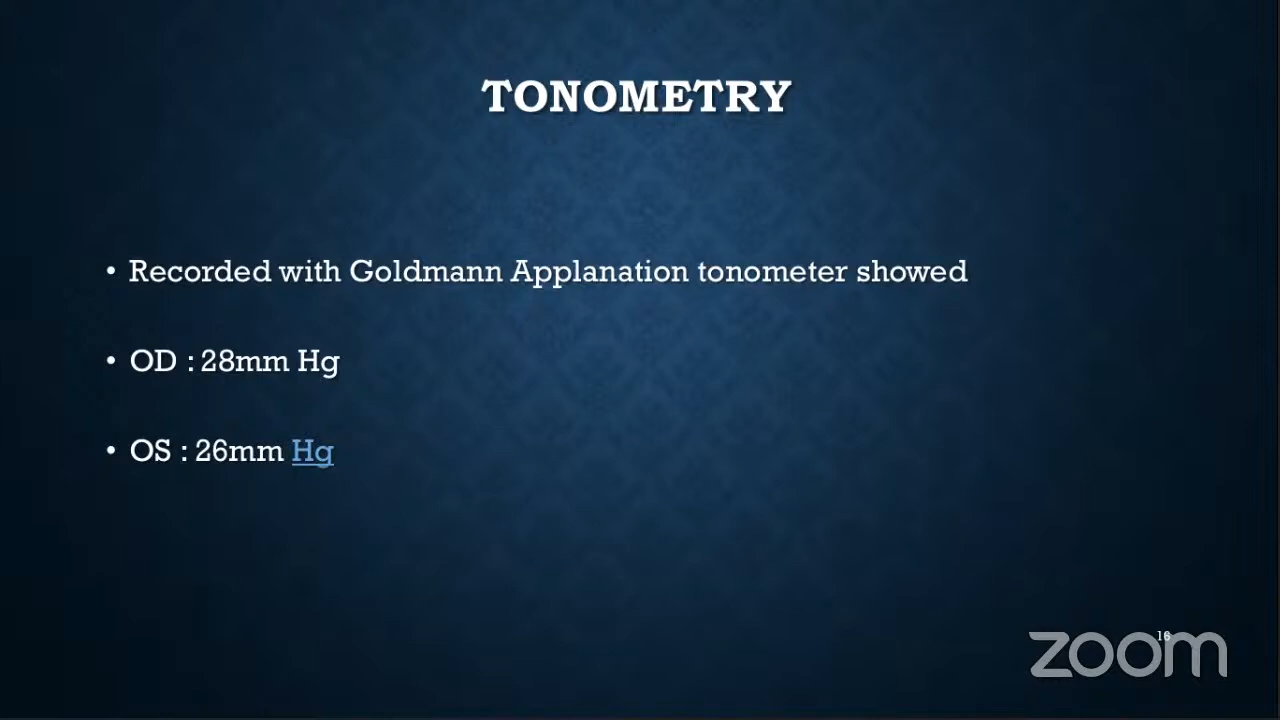 TONOMETRY
• Recorded with Goldmann Applanation tonometer showed
• OD : 28mm Hg
• OS : 26mm Hg
16
zoom